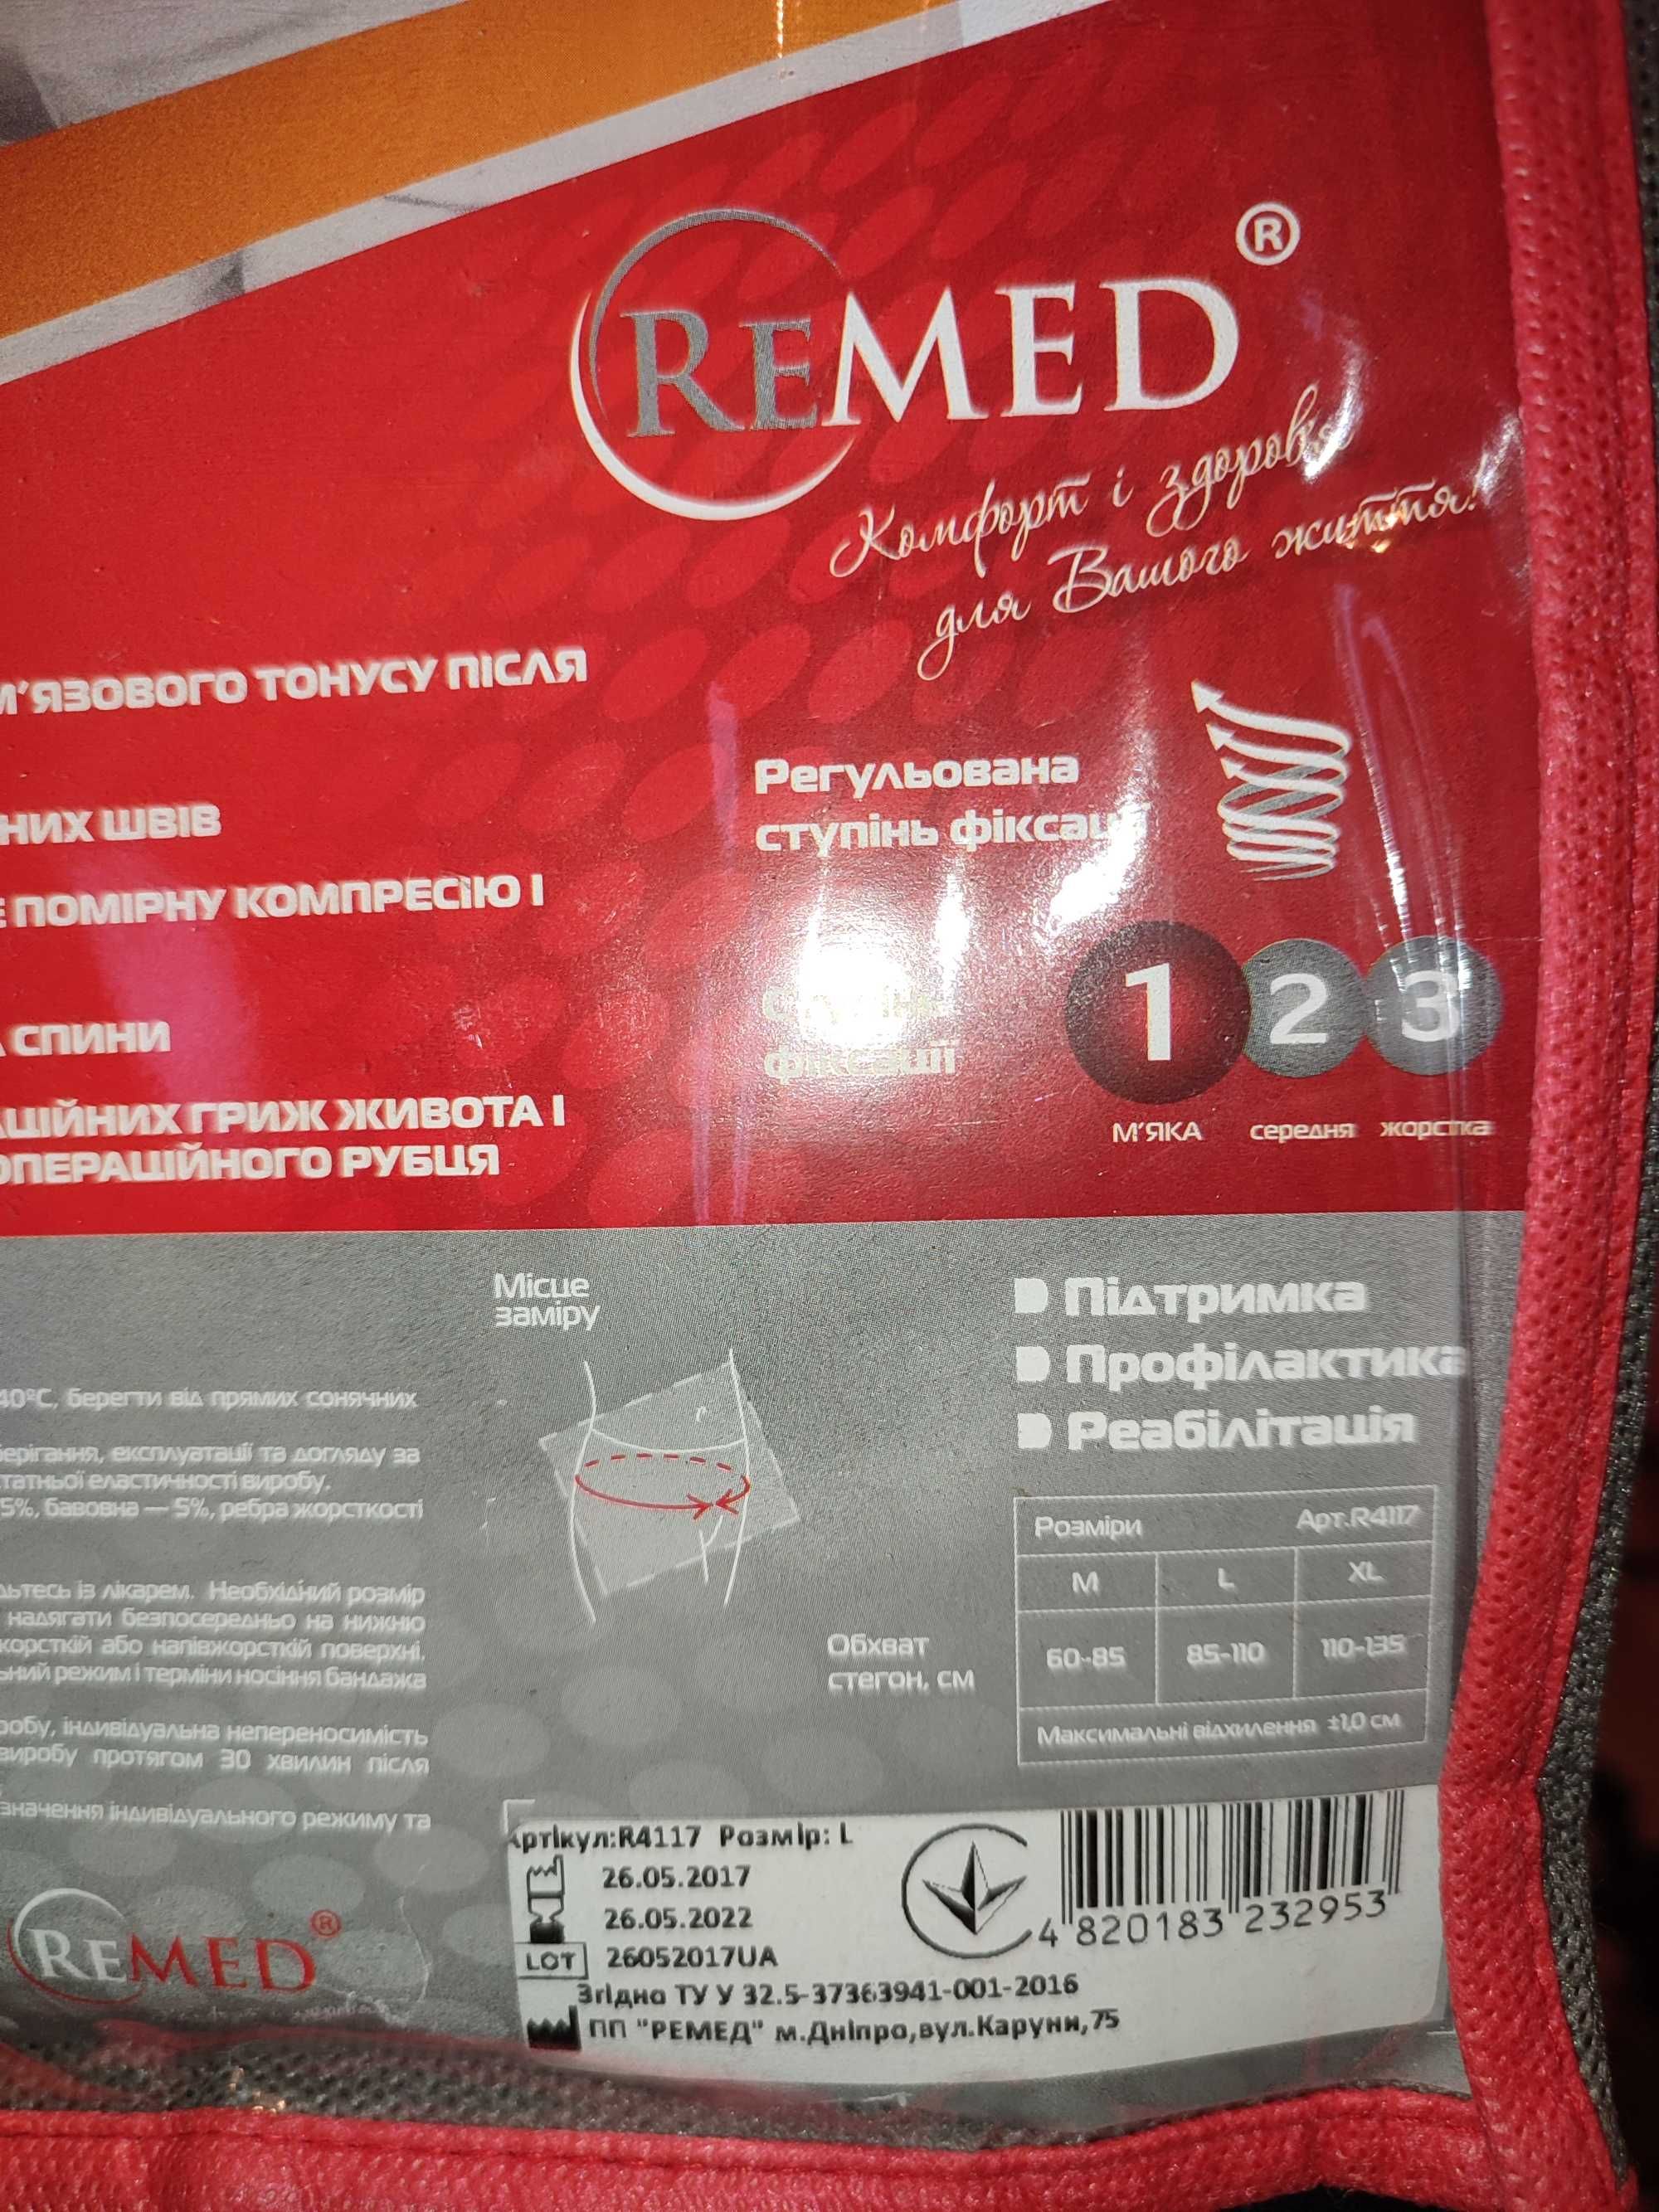 REMED ®
Комфорт і здоров'я
для Вашого життя!
М'ЯЗОВОГО ТОНУСУ ПІСЛЯ
НИХ ШВІВ
ПОМІРНУ КОМПРЕСІЮ І
СПИНИ
ЦІЙНИХ ГРИЖ ЖИВОТА І
ОПЕРАЦІЙНОГО РУБЦЯ
Регульована
ступінь фіксації
Ступінь
фіксації
1 2 3
М'ЯКА середня жорстка
Місце
заміру
Підтримка
Профілактика
Реабілітація
40ºС, берегти від прямих сонячних
берігання, експлуатації та догляду за
татньої еластичності виробу.
5%, бавовна — 5%, ребра жорсткості
ьтесь із лікарем. Необхідний розмір
надягати безпосередньо на нижню
жорсткій або напівжорсткій поверхні.
ьний режим і терміни носіння бандажа
робу, індивідуальна непереносимість
виробу протягом 30 хвилин після
значення індивідуального режиму та
Розміри Арт.R4117
M L XL
Обхват
стегон, см
60-85 85-110 110-135
Максимальні відхилення ±1,0 см
REMED ®
Артікул:R4117 Розмір: L
26.05.2017
26.05.2022
LOT 26052017UA
Згідно ТУ У 32.5-37363941-001-2016
ПП "РЕМЕД" м.Дніпро,вул.Каруни,75
4 820183 232953